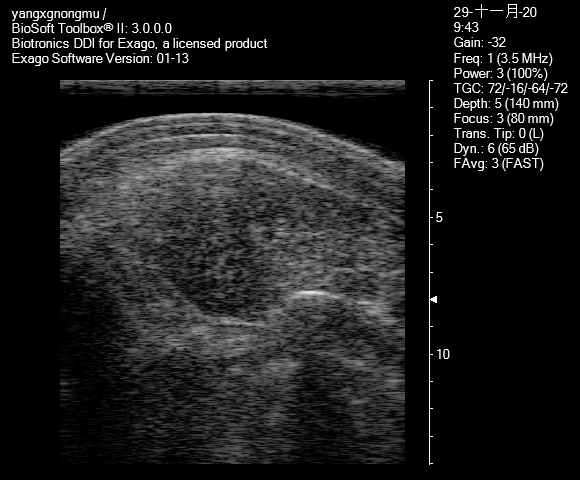 yangxgnongmu /
BioSoft Toolbox® II: 3.0.0.0
Biotronics DDI for Exago, a licensed product
Exago Software Version: 01-13
29-十一月-20
9:43
Gain: -32
Freq: 1 (3.5 MHz)
Power: 3 (100%)
TGC: 72/-16/-64/-72
Depth: 5 (140 mm)
Focus: 3 (80 mm)
Trans. Tip: 0 (L)
Dyn.: 6 (65 dB)
FAvg: 3 (FAST)
5
10